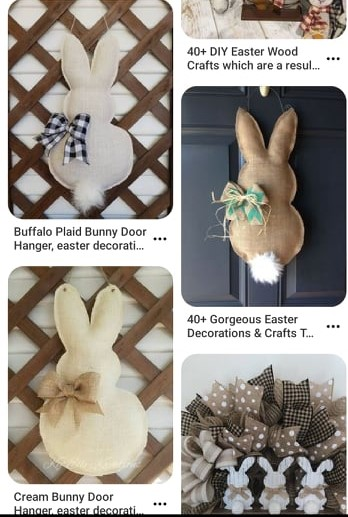 40+ DIY Easter Wood
Crafts which are a resul...
Buffalo Plaid Bunny Door
Hanger, easter decorati...
40+ Gorgeous Easter
Decorations & Crafts T...
Cream Bunny Door
Hanger, easter decorati...